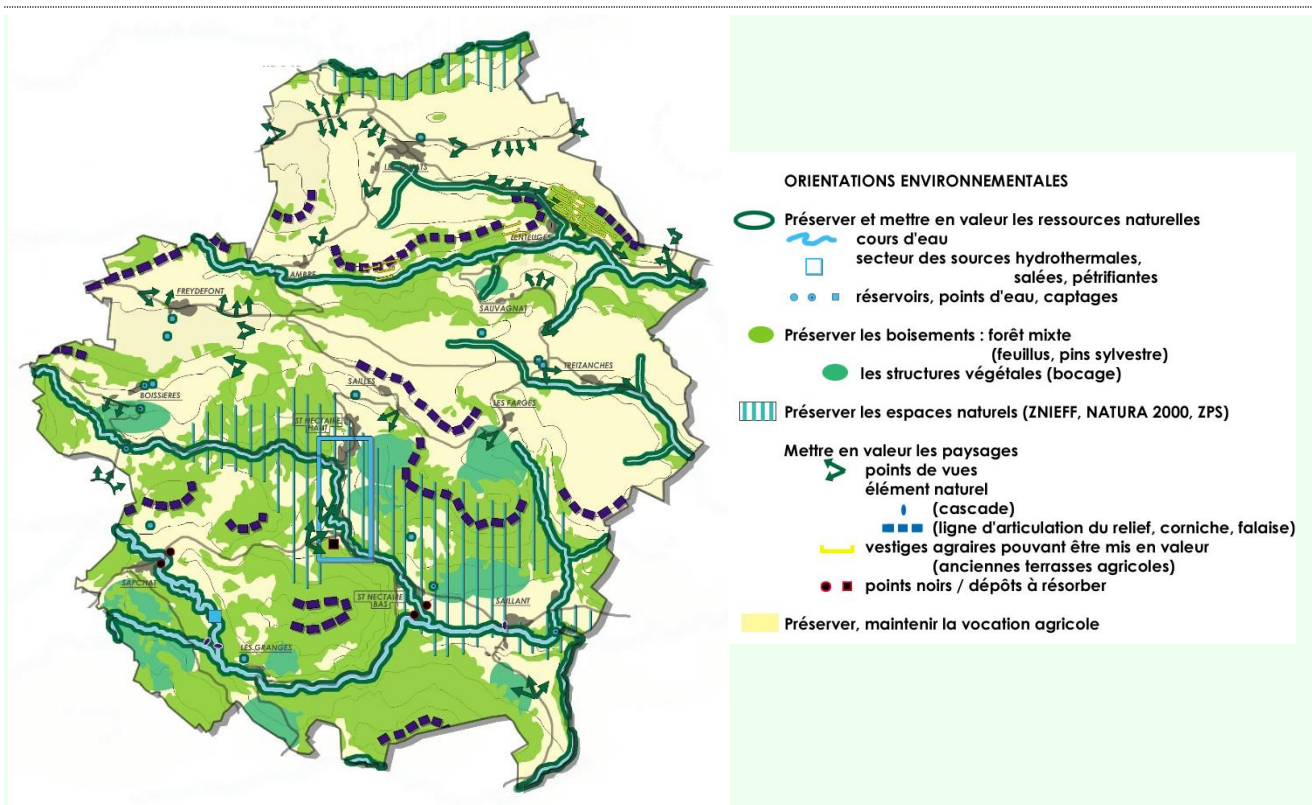 LENTEUGES
AMBRE
FREYDEFONT
SAUVAGNAT
TREIZANCHES
SAILLES
BOISSIERES
LES FARGES
ST NECTAIRE
HAUT
SAPCHAT
ST NECTAIRE
BAS
SAILLANT
LES GRANGES
ORIENTATIONS ENVIRONNEMENTALES
Préserver et mettre en valeur les ressources naturelles
cours d'eau
secteur des sources hydrothermales,
salées, pétrifiantes
réservoirs, points d'eau, captages
Préserver les boisements : forêt mixte
(feuillus, pins sylvestre)
les structures végétales (bocage)
Préserver les espaces naturels (ZNIEFF, NATURA 2000, ZPS)
Mettre en valeur les paysages
points de vues
élément naturel
(cascade)
(ligne d'articulation du relief, corniche, falaise)
vestiges agraires pouvant être mis en valeur
(anciennes terrasses agricoles)
points noirs / dépôts à résorber
Préserver, maintenir la vocation agricole